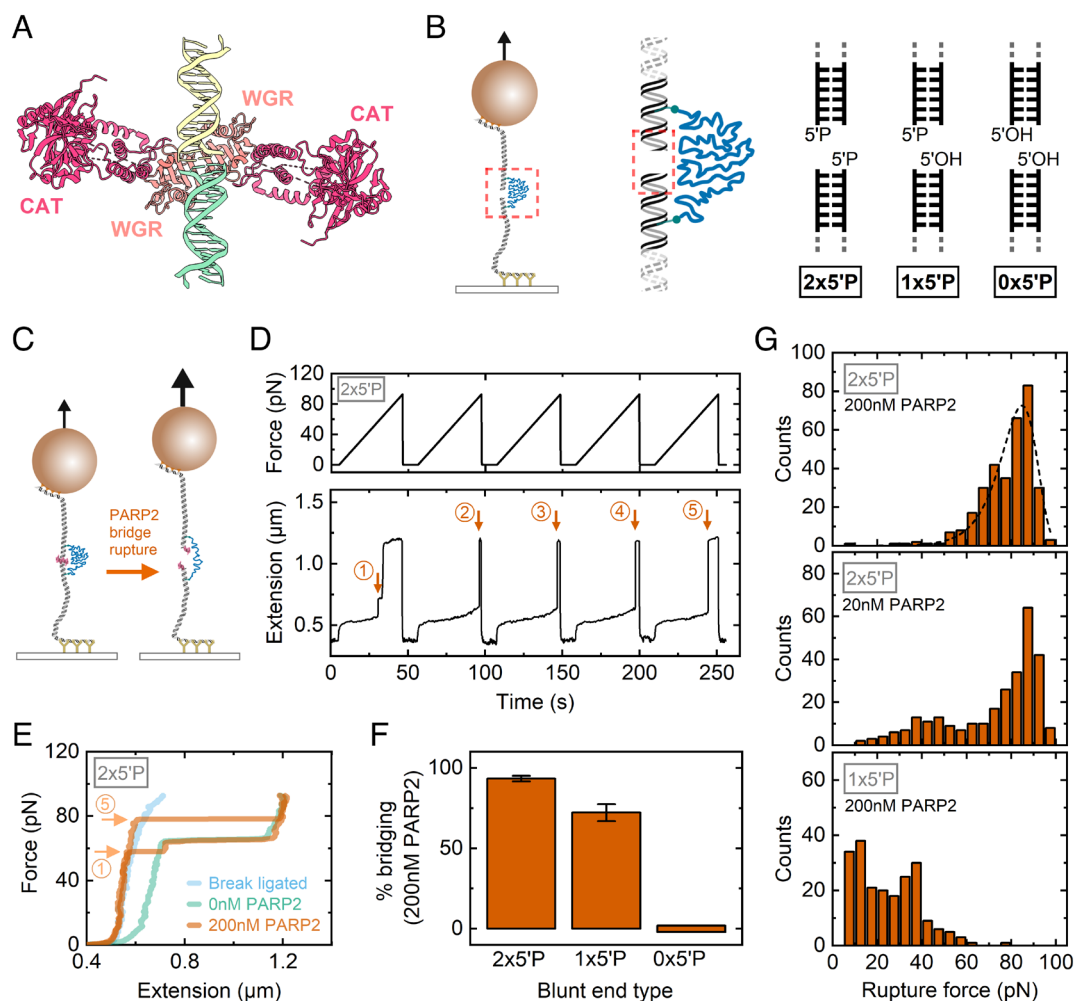 A
CAT
WGR
WGR
CAT
B
5'P
5'P
5'P
5'OH
5'OH
5'OH
2x5'P
1x5'P
0x5'P
C
PARP2
bridge
rupture
D
2x5'P
Force (pN)
120
80
40
0
Extension (μm)
1.5
1.0
0.5
1
2
3
4
5
0
50
100
150
200
250
Time (s)
E
2x5'P
Force (pN)
120
80
40
0
5
1
Break ligated
0nM PARP2
200nM PARP2
0.4
0.8
1.2
Extension (μm)
F
% bridging
(200nM PARP2)
100
50
0
2x5'P
1x5'P
0x5'P
Blunt end type
G
2x5'P
200nM PARP2
Counts
100
80
60
40
20
0
2x5'P
20nM PARP2
Counts
80
60
40
20
0
1x5'P
200nM PARP2
Counts
60
40
20
0
0
20
40
60
80
100
Rupture force (pN)